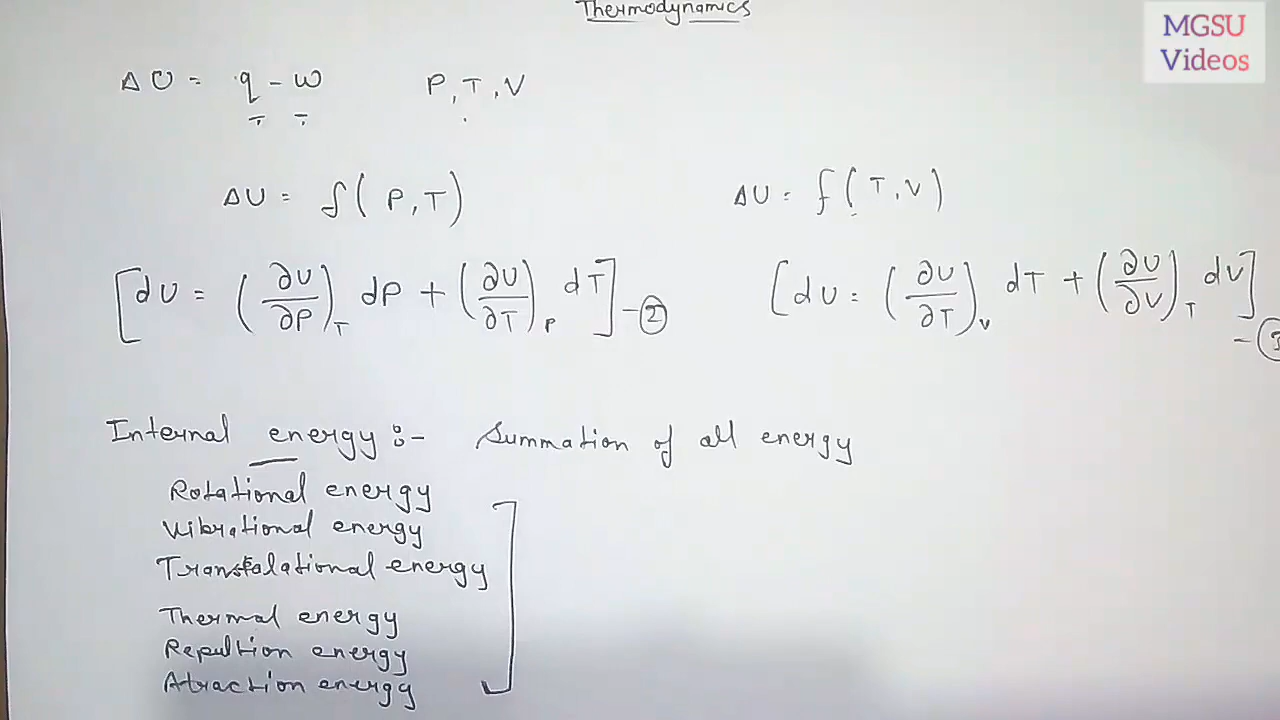 Thermodynamics
MGSU
Videos
ΔU = q - w P, T, V
ΔU = f(P, T) ΔU = f(T, V)
[dU = (∂U/∂P)_T dP + (∂U/∂T)_P dT] - ② [dU = (∂U/∂T)_V dT + (∂U/∂V)_T dV]
Internal energy :- Summation of all energy
Rotational energy
Vibrational energy
Translational energy
Thermal energy
Repultion energy
Atraction energy